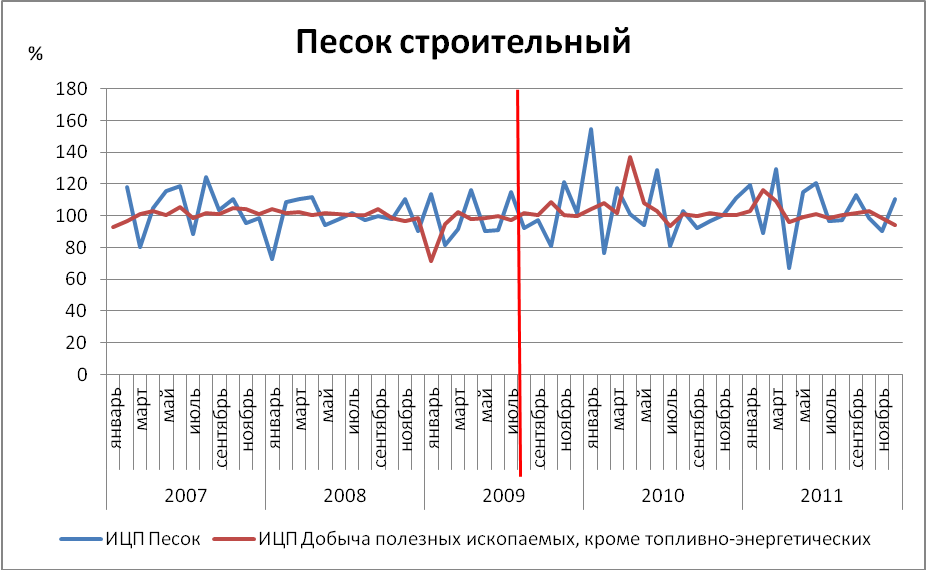 Песок строительный
%
180
160
140
120
100
80
60
40
20
0
январь март май июль сентябрь ноябрь январь март май июль сентябрь ноябрь январь март май июль сентябрь ноябрь январь март май июль сентябрь ноябрь январь март май июль сентябрь ноябрь
2007 2008 2009 2010 2011
ИЦП Песок ИЦП Добыча полезных ископаемых, кроме топливно-энергетических